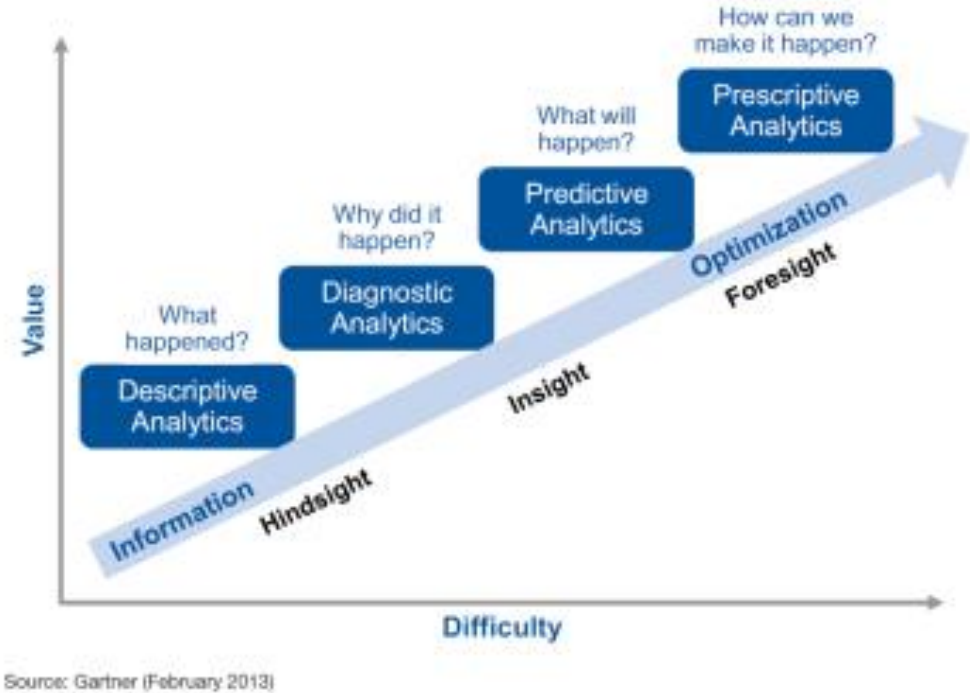 How can we
make it happen?
Prescriptive
Analytics
What will
happen?
Predictive
Analytics
Why did it
happen?
Diagnostic
Analytics
What
happened?
Descriptive
Analytics
Value
Information
Hindsight
Insight
Optimization
Foresight
Difficulty
Source: Gartner (February 2013)